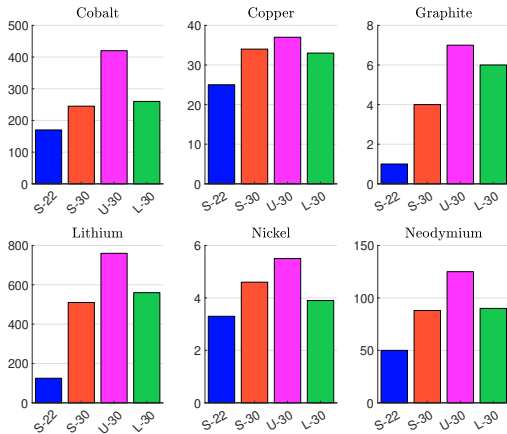 Cobalt
500
400
300
200
100
0
S-22
S-30
U-30
L-30
Copper
40
30
20
10
0
S-22
S-30
U-30
L-30
Graphite
8
6
4
2
0
S-22
S-30
U-30
L-30
Lithium
800
600
400
200
0
S-22
S-30
U-30
L-30
Nickel
6
4
2
0
S-22
S-30
U-30
L-30
Neodymium
150
100
50
0
S-22
S-30
U-30
L-30